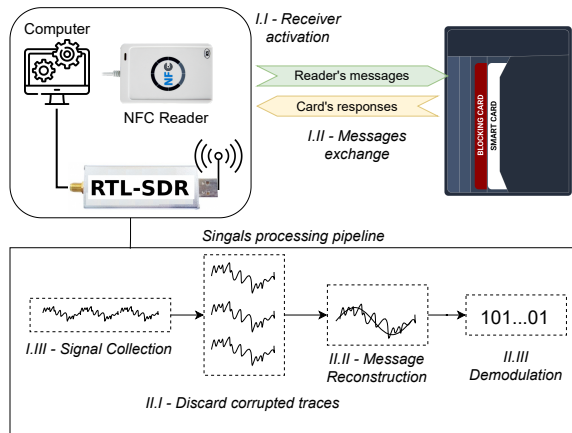 Computer
I.I - Receiver
activation
NFC
NFC Reader
Reader's messages
Card's responses
I.II - Messages
exchange
BLOCKING CARD
SMART CARD
RTL-SDR
Singals processing pipeline
I.III - Signal Collection
II.I - Discard corrupted traces
II.II - Message
Reconstruction
101...01
II.III
Demodulation